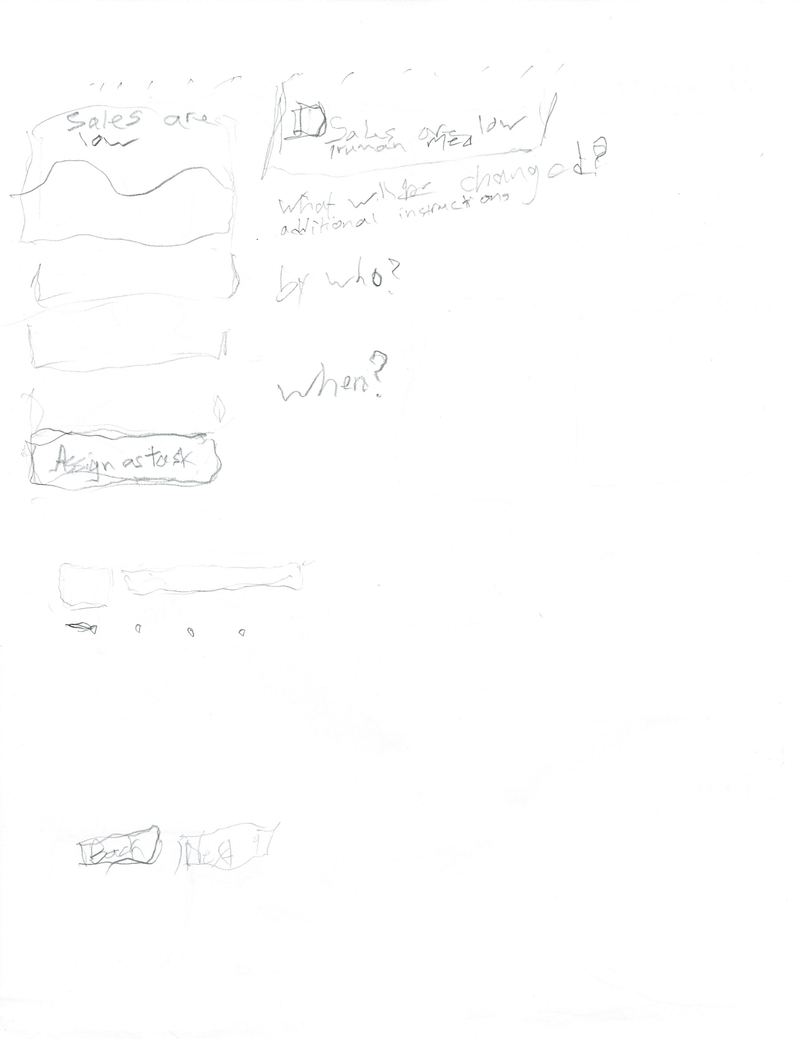 Sales are
low
Sales are low
Truman Med
What will be changed?
additional instructions
by who?
when?
Assign as task
Back
Next